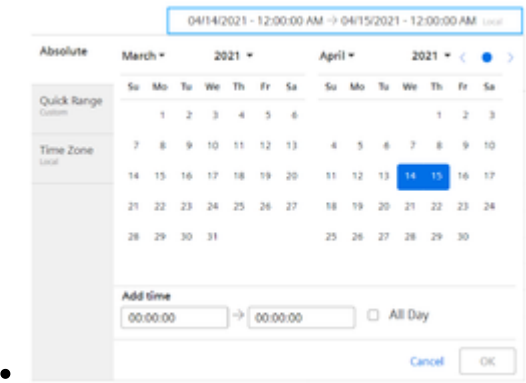 04/14/2021 - 12:00:00 AM → 04/15/2021 - 12:00:00 AM Local
Absolute
Quick Range
Custom
Time Zone
Local
March 2021
Su Mo Tu We Th Fr Sa
1 2 3 4 5 6
7 8 9 10 11 12 13
14 15 16 17 18 19 20
21 22 23 24 25 26 27
28 29 30 31
April 2021
Su Mo Tu We Th Fr Sa
1 2 3
4 5 6 7 8 9 10
11 12 13 14 15 16 17
18 19 20 21 22 23 24
25 26 27 28 29 30
Add time
00:00:00 → 00:00:00 All Day
Cancel OK